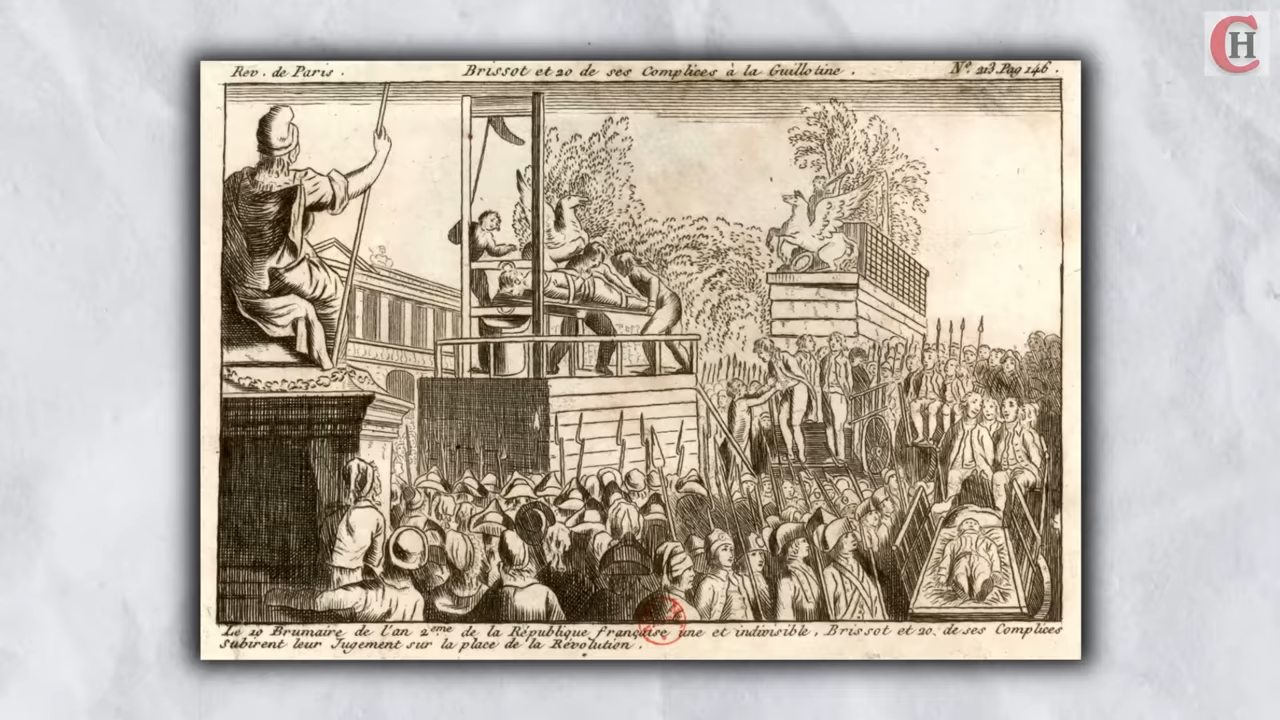 Rev. de Paris.
Brissot et 20 de ses Complices à la Guillotine.
N° 213. Pag 146.
CH
Le 10 Brumaire de l'an 2eme de la République française une et indivisible, Brissot et 20. de ses Complices
Subirent leur Jugement sur la place de la Révolution.